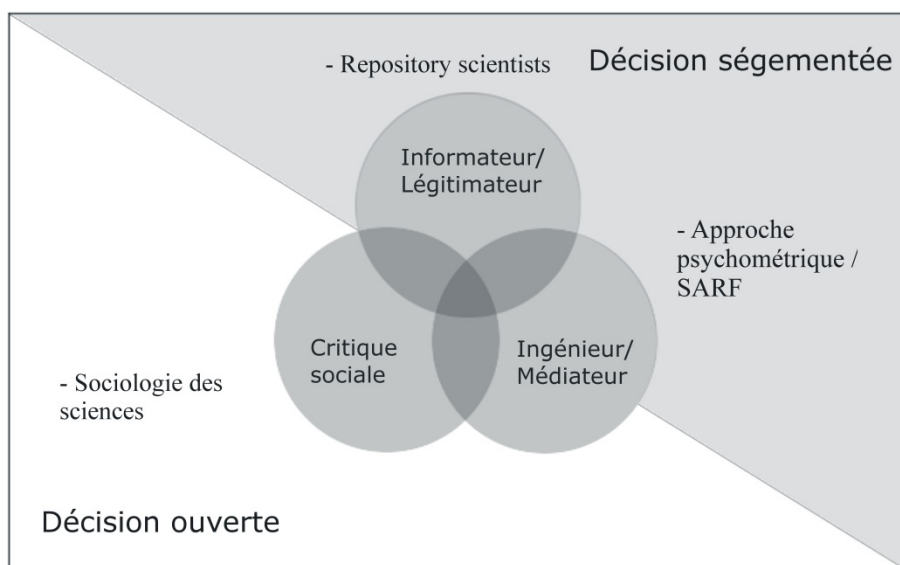 - Repository scientists
Décision ségementée
Informateur/
Légitimateur
- Approche
psychométrique /
SARF
Critique
sociale
Ingénieur/
Médiateur
- Sociologie des
sciences
Décision ouverte